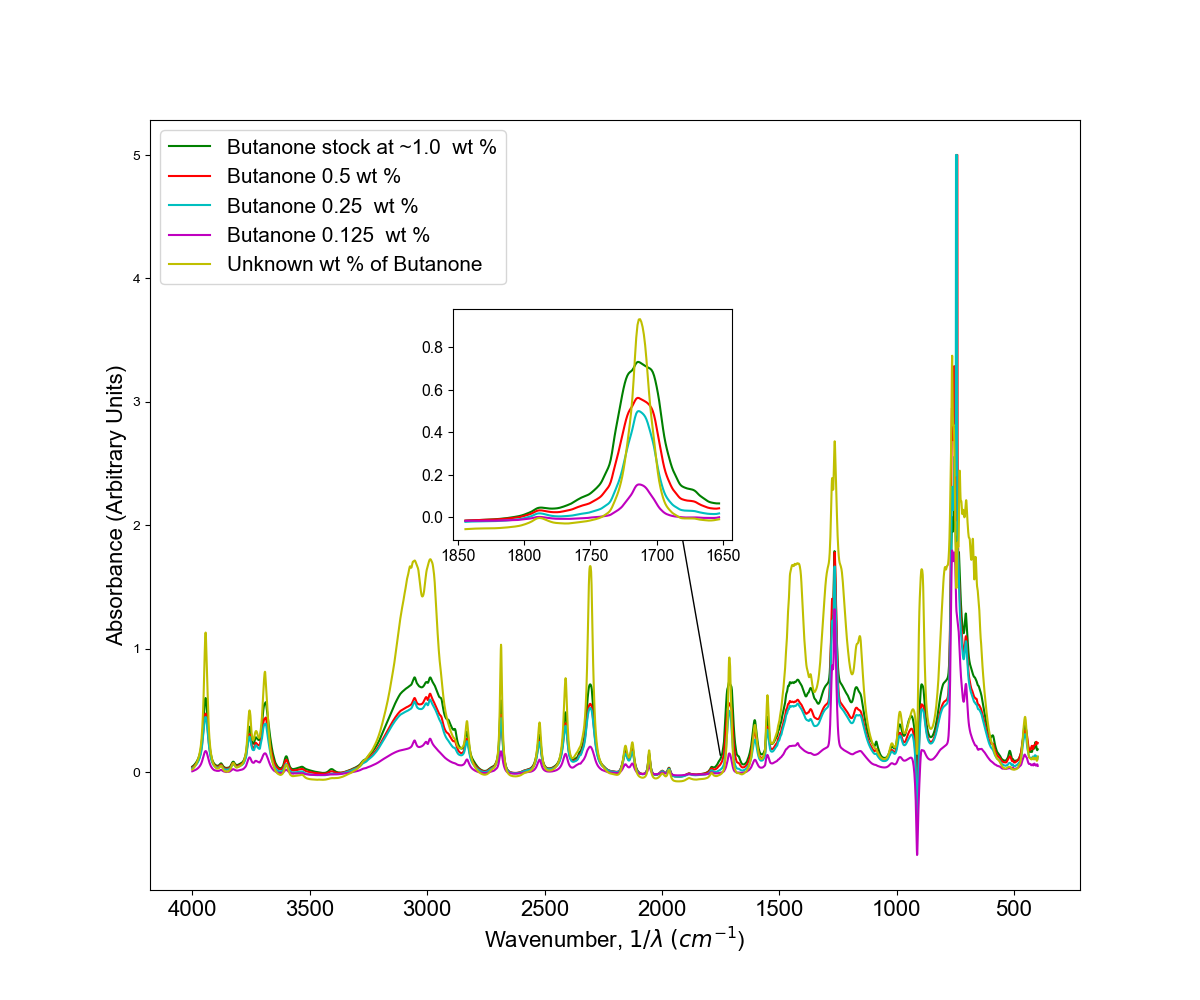 Butanone stock at ~1.0  wt %
Butanone 0.5 wt %
Butanone 0.25  wt %
Butanone 0.125  wt %
Unknown wt % of Butanone
Absorbance (Arbitrary Units)
5
4
3
2
1
0
0.8
0.6
0.4
0.2
0.0
1850 1800 1750 1700 1650
4000 3500 3000 2500 2000 1500 1000 500
Wavenumber, 1/λ (cm⁻¹)